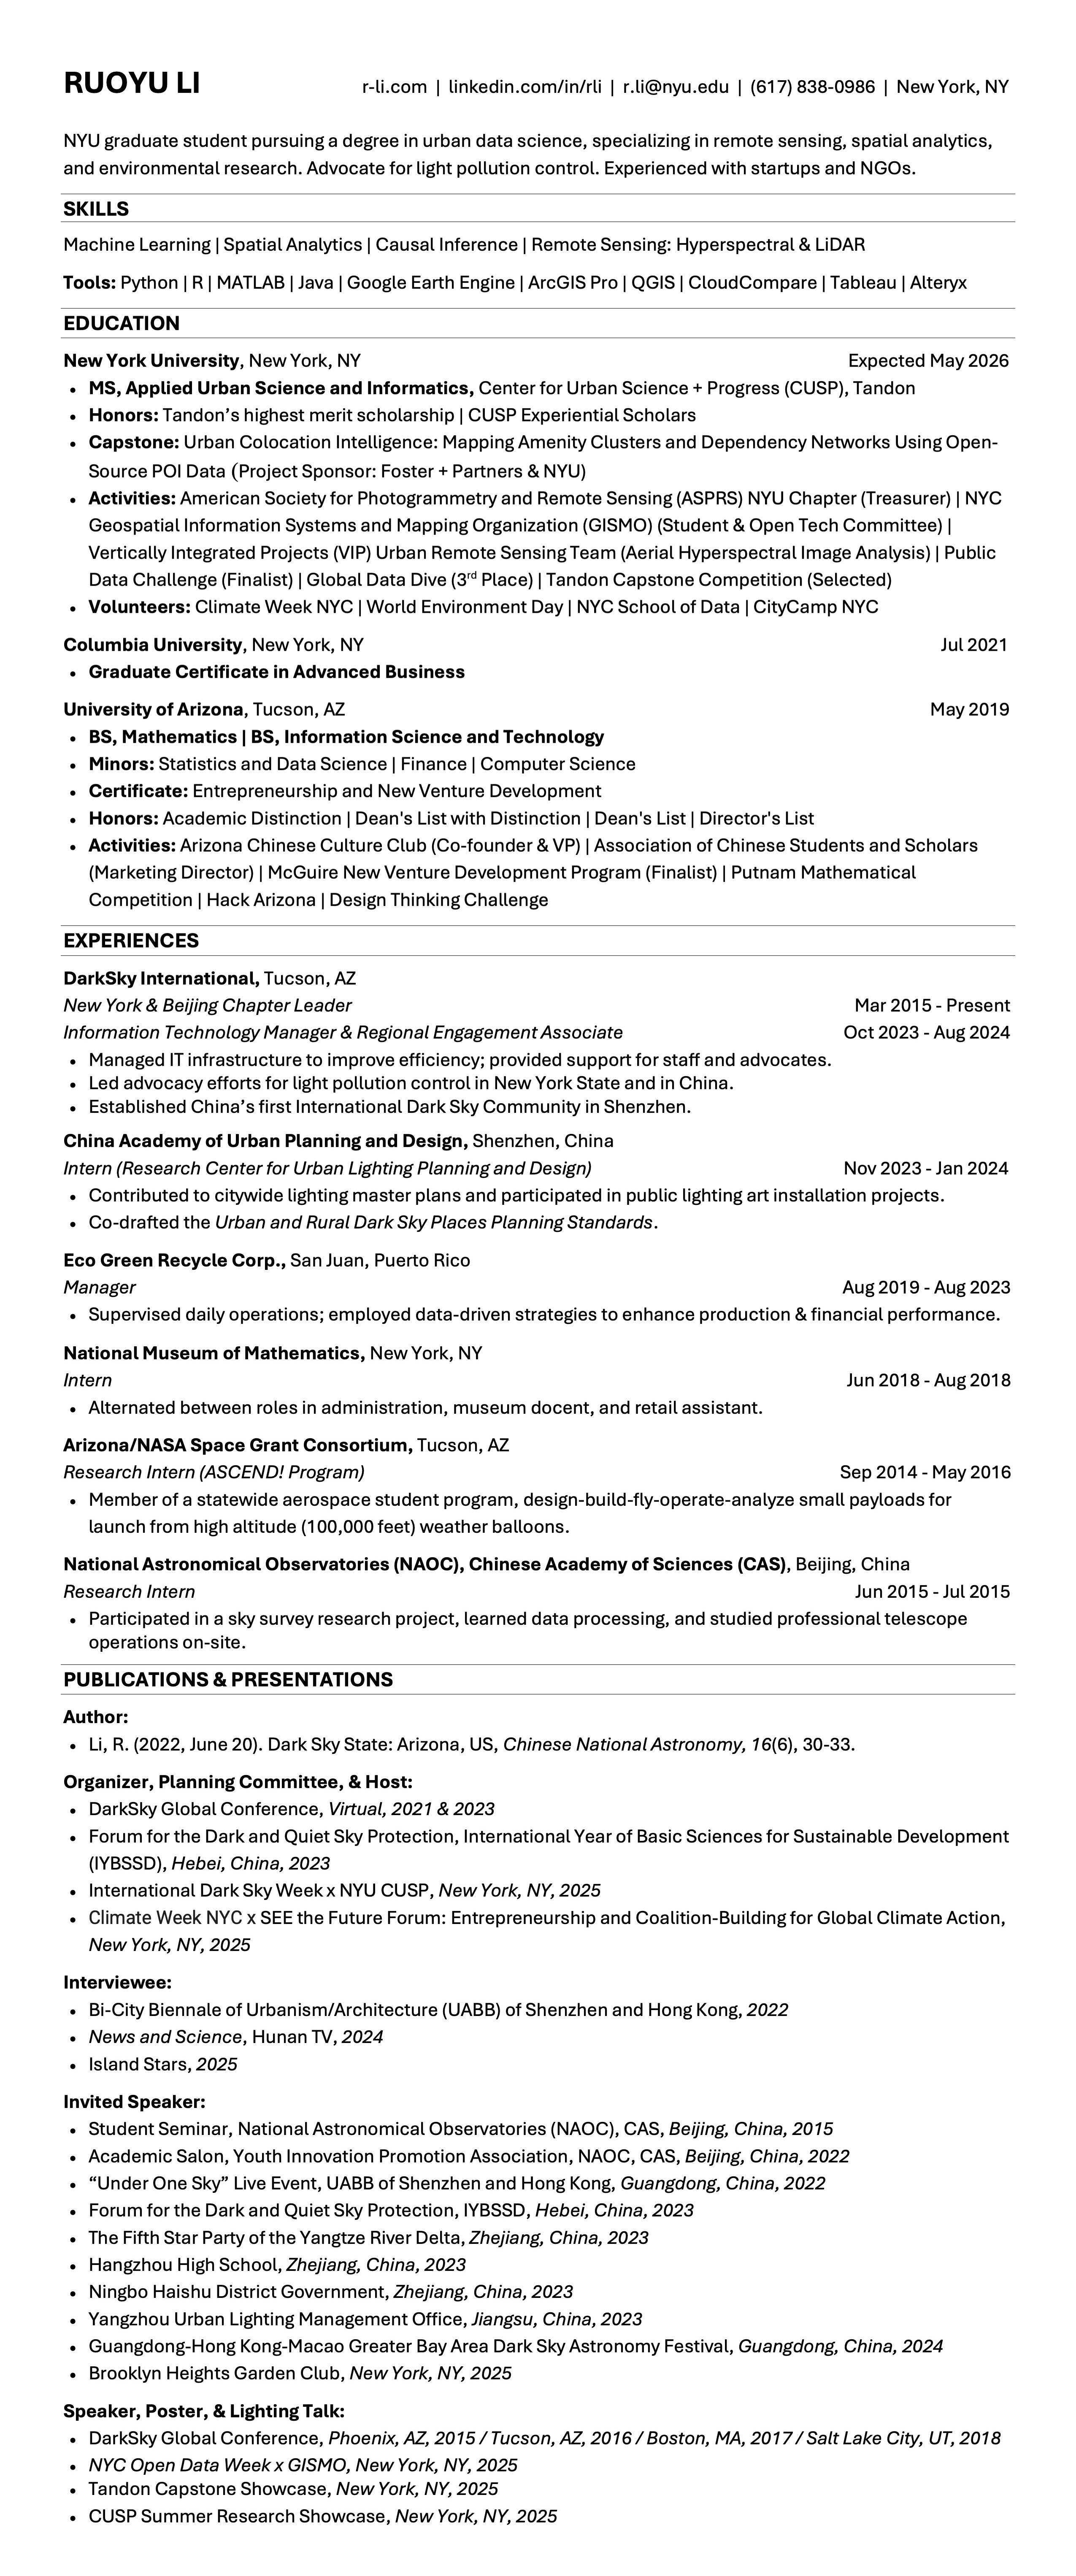 RUOYU LI
r-li.com | linkedin.com/in/rli | r.li@nyu.edu | (617) 838-0986 | New York, NY
NYU graduate student pursuing a degree in urban data science, specializing in remote sensing, spatial analytics,
and environmental research. Advocate for light pollution control. Experienced with startups and NGOs.
SKILLS
Machine Learning | Spatial Analytics | Causal Inference | Remote Sensing: Hyperspectral & LiDAR
Tools: Python | R | MATLAB | Java | Google Earth Engine | ArcGIS Pro | QGIS | CloudCompare | Tableau | Alteryx
EDUCATION
New York University, New York, NY Expected May 2026
• MS, Applied Urban Science and Informatics, Center for Urban Science + Progress (CUSP), Tandon
• Honors: Tandon’s highest merit scholarship | CUSP Experiential Scholars
• Capstone: Urban Colocation Intelligence: Mapping Amenity Clusters and Dependency Networks Using Open-
Source POI Data (Project Sponsor: Foster + Partners & NYU)
• Activities: American Society for Photogrammetry and Remote Sensing (ASPRS) NYU Chapter (Treasurer) | NYC
Geospatial Information Systems and Mapping Organization (GISMO) (Student & Open Tech Committee) |
Vertically Integrated Projects (VIP) Urban Remote Sensing Team (Aerial Hyperspectral Image Analysis) | Public
Data Challenge (Finalist) | Global Data Dive (3rd Place) | Tandon Capstone Competition (Selected)
• Volunteers: Climate Week NYC | World Environment Day | NYC School of Data | CityCamp NYC
Columbia University, New York, NY Jul 2021
• Graduate Certificate in Advanced Business
University of Arizona, Tucson, AZ May 2019
• BS, Mathematics | BS, Information Science and Technology
• Minors: Statistics and Data Science | Finance | Computer Science
• Certificate: Entrepreneurship and New Venture Development
• Honors: Academic Distinction | Dean's List with Distinction | Dean's List | Director's List
• Activities: Arizona Chinese Culture Club (Co-founder & VP) | Association of Chinese Students and Scholars
(Marketing Director) | McGuire New Venture Development Program (Finalist) | Putnam Mathematical
Competition | Hack Arizona | Design Thinking Challenge
EXPERIENCES
DarkSky International, Tucson, AZ
New York & Beijing Chapter Leader Mar 2015 - Present
Information Technology Manager & Regional Engagement Associate Oct 2023 - Aug 2024
• Managed IT infrastructure to improve efficiency; provided support for staff and advocates.
• Led advocacy efforts for light pollution control in New York State and in China.
• Established China’s first International Dark Sky Community in Shenzhen.
China Academy of Urban Planning and Design, Shenzhen, China
Intern (Research Center for Urban Lighting Planning and Design) Nov 2023 - Jan 2024
• Contributed to citywide lighting master plans and participated in public lighting art installation projects.
• Co-drafted the Urban and Rural Dark Sky Places Planning Standards.
Eco Green Recycle Corp., San Juan, Puerto Rico
Manager Aug 2019 - Aug 2023
• Supervised daily operations; employed data-driven strategies to enhance production & financial performance.
National Museum of Mathematics, New York, NY
Intern Jun 2018 - Aug 2018
• Alternated between roles in administration, museum docent, and retail assistant.
Arizona/NASA Space Grant Consortium, Tucson, AZ
Research Intern (ASCEND! Program) Sep 2014 - May 2016
• Member of a statewide aerospace student program, design-build-fly-operate-analyze small payloads for
launch from high altitude (100,000 feet) weather balloons.
National Astronomical Observatories (NAOC), Chinese Academy of Sciences (CAS), Beijing, China
Research Intern Jun 2015 - Jul 2015
• Participated in a sky survey research project, learned data processing, and studied professional telescope
operations on-site.
PUBLICATIONS & PRESENTATIONS
Author:
• Li, R. (2022, June 20). Dark Sky State: Arizona, US, Chinese National Astronomy, 16(6), 30-33.
Organizer, Planning Committee, & Host:
• DarkSky Global Conference, Virtual, 2021 & 2023
• Forum for the Dark and Quiet Sky Protection, International Year of Basic Sciences for Sustainable Development
(IYBSSD), Hebei, China, 2023
• International Dark Sky Week x NYU CUSP, New York, NY, 2025
• Climate Week NYC x SEE the Future Forum: Entrepreneurship and Coalition-Building for Global Climate Action,
New York, NY, 2025
Interviewee:
• Bi-City Biennale of Urbanism/Architecture (UABB) of Shenzhen and Hong Kong, 2022
• News and Science, Hunan TV, 2024
• Island Stars, 2025
Invited Speaker:
• Student Seminar, National Astronomical Observatories (NAOC), CAS, Beijing, China, 2015
• Academic Salon, Youth Innovation Promotion Association, NAOC, CAS, Beijing, China, 2022
• “Under One Sky” Live Event, UABB of Shenzhen and Hong Kong, Guangdong, China, 2022
• Forum for the Dark and Quiet Sky Protection, IYBSSD, Hebei, China, 2023
• The Fifth Star Party of the Yangtze River Delta, Zhejiang, China, 2023
• Hangzhou High School, Zhejiang, China, 2023
• Ningbo Haishu District Government, Zhejiang, China, 2023
• Yangzhou Urban Lighting Management Office, Jiangsu, China, 2023
• Guangdong-Hong Kong-Macao Greater Bay Area Dark Sky Astronomy Festival, Guangdong, China, 2024
• Brooklyn Heights Garden Club, New York, NY, 2025
Speaker, Poster, & Lighting Talk:
• DarkSky Global Conference, Phoenix, AZ, 2015 / Tucson, AZ, 2016 / Boston, MA, 2017 / Salt Lake City, UT, 2018
• NYC Open Data Week x GISMO, New York, NY, 2025
• Tandon Capstone Showcase, New York, NY, 2025
• CUSP Summer Research Showcase, New York, NY, 2025